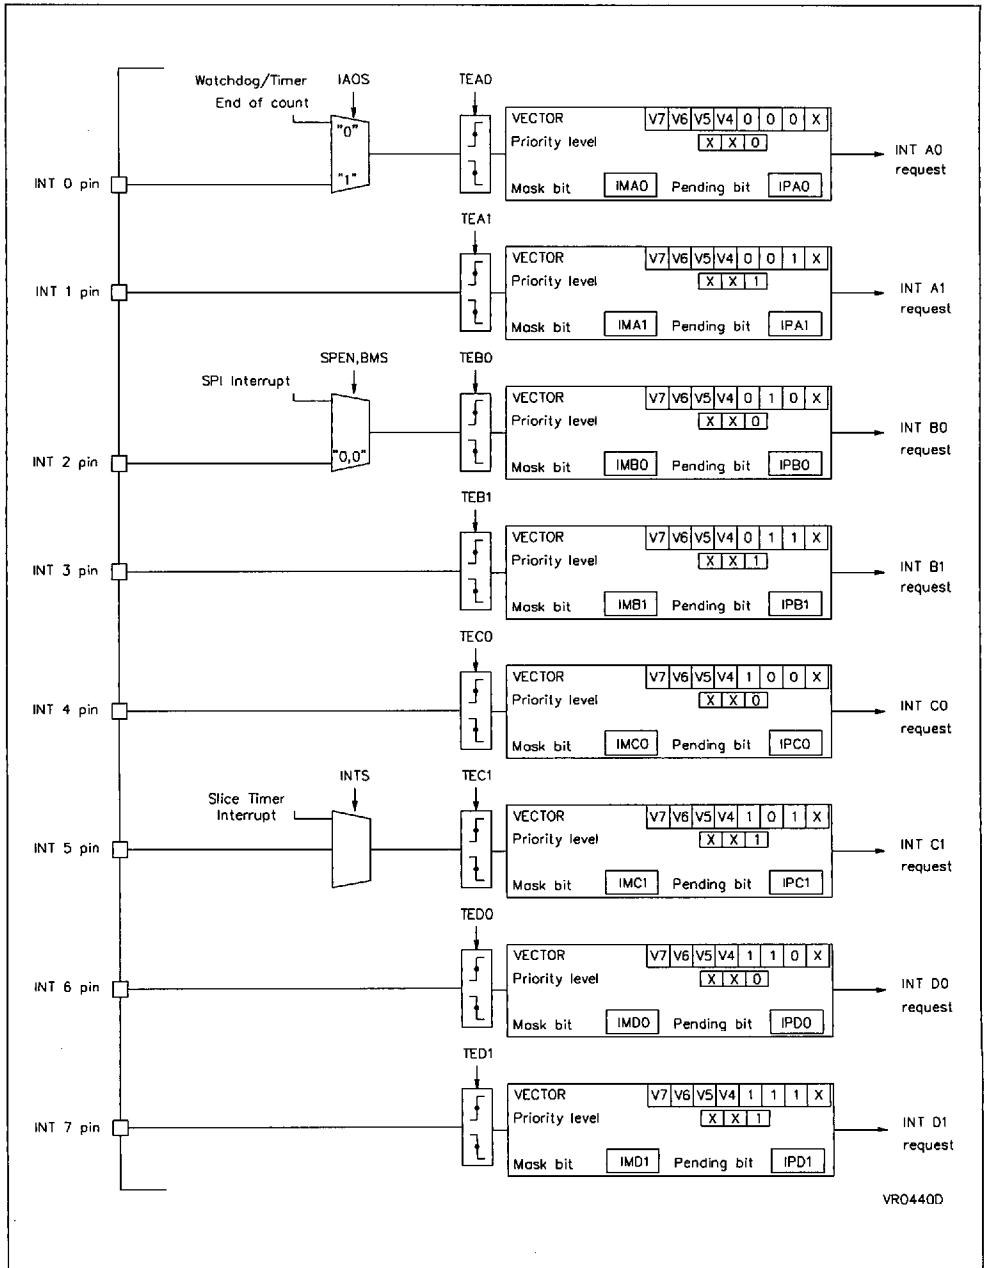 Watchdog/Timer IAOS TEA0
End of count
"0"
"1"
INT 0 pin
VECTOR V7 V6 V5 V4 0 0 0 X
Priority level X X 0
Mask bit IMA0 Pending bit IPA0
INT A0
request
TEA1
INT 1 pin
VECTOR V7 V6 V5 V4 0 0 1 X
Priority level X X 1
Mask bit IMA1 Pending bit IPA1
INT A1
request
SPI Interrupt SPEN,BMS TEB0
"0,0"
INT 2 pin
VECTOR V7 V6 V5 V4 0 1 0 X
Priority level X X 0
Mask bit IMB0 Pending bit IPB0
INT B0
request
TEB1
INT 3 pin
VECTOR V7 V6 V5 V4 0 1 1 X
Priority level X X 1
Mask bit IMB1 Pending bit IPB1
INT B1
request
TEC0
INT 4 pin
VECTOR V7 V6 V5 V4 1 0 0 X
Priority level X X 0
Mask bit IMC0 Pending bit IPC0
INT C0
request
Slice Timer INTS TEC1
Interrupt
INT 5 pin
VECTOR V7 V6 V5 V4 1 0 1 X
Priority level X X 1
Mask bit IMC1 Pending bit IPC1
INT C1
request
TED0
INT 6 pin
VECTOR V7 V6 V5 V4 1 1 0 X
Priority level X X 0
Mask bit IMD0 Pending bit IPD0
INT D0
request
TED1
INT 7 pin
VECTOR V7 V6 V5 V4 1 1 1 X
Priority level X X 1
Mask bit IMD1 Pending bit IPD1
INT D1
request
VR0440D